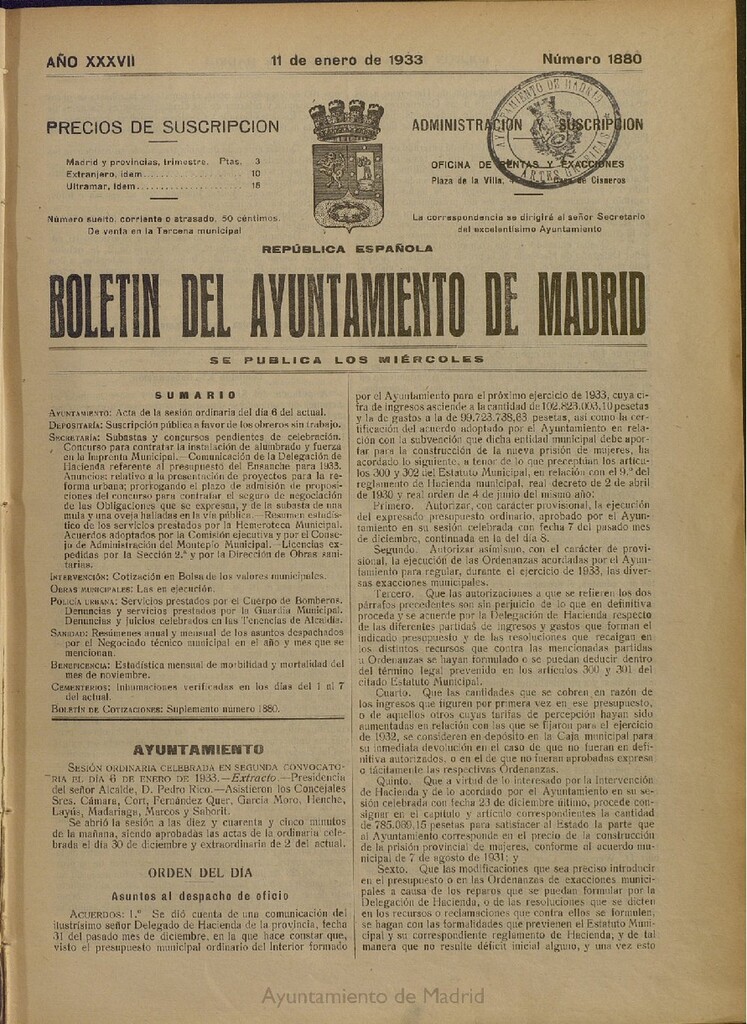 AÑO XXXVII
11 de enero de 1933
Número 1880
PRECIOS DE SUSCRIPCION
Madrid y provincias, trimestre. Ptas. 3
Extranjero, ídem.................... 10
Ultramar, ídem...................... 18
Número suelto, corriente o atrasado, 50 céntimos.
De venta en la Tercena municipal
ADMINISTRACION Y SUSCRIPCION
OFICINA DE RENTAS Y EXACCIONES
Plaza de la Villa, Casa de Cisneros
La correspondencia se dirigirá al señor Secretario
del excelentísimo Ayuntamiento
AYUNTAMIENTO DE MADRID
ARTES GRÁFICAS
REPÚBLICA ESPAÑOLA
BOLETIN DEL AYUNTAMIENTO DE MADRID
SE PUBLICA LOS MIÉRCOLES
SUMARIO
AYUNTAMIENTO: Acta de la sesión ordinaria del día 6 del actual.
DEPOSITARÍA: Suscripción pública a favor de los obreros sin trabajo.
SECRETARÍA: Subastas y concursos pendientes de celebración.
Concurso para contratar la instalación de alumbrado y fuerza
en la Imprenta Municipal.—Comunicación de la Delegación de
Hacienda referente al presupuesto del Ensanche para 1933.
Anuncios: relativo a la presentación de proyectos para la re-
forma urbana; prorrogando el plazo de admisión de proposi-
ciones del concurso para contratar el seguro de negociación
de las Obligaciones que se expresan, y de la subasta de una
mula y una oveja halladas en la vía pública.—Resumen estadís-
tico de los servicios prestados por la Hemeroteca Municipal.
Acuerdos adoptados por la Comisión ejecutiva y por el Conse-
jo de Administración del Montepío Municipal.—Licencias ex-
pedidas por la Sección 2.ª y por la Dirección de Obras sani-
tarias.
INTERVENCIÓN: Cotización en Bolsa de los valores municipales.
OBRAS MUNICIPALES: Las en ejecución.
POLICÍA URBANA: Servicios prestados por el Cuerpo de Bomberos.
Denuncias y servicios prestados por la Guardia Municipal.
Denuncias y juicios celebrados en las Tenencias de Alcaldía.
SANIDAD: Resúmenes anual y mensual de los asuntos despachados
por el Negociado técnico municipal en el año y mes que se
mencionan.
BENEFICENCIA: Estadística mensual de morbilidad y mortalidad del
mes de noviembre.
CEMENTERIOS: Inhumaciones verificadas en los días del 1 al 7
del actual.
BOLETÍN DE COTIZACIONES: Suplemento número 1880.
AYUNTAMIENTO
SESIÓN ORDINARIA CELEBRADA EN SEGUNDA CONVOCATO-
RIA EL DÍA 6 DE ENERO DE 1933.—Extracto.—Presidencia
del señor Alcalde, D. Pedro Rico.—Asistieron los Concejales
Sres. Cámara, Cort, Fernández Quer, García Moro, Henche,
Layús, Madariaga, Marcos y Saborit.
Se abrió la sesión a las diez y cuarenta y cinco minutos
de la mañana, siendo aprobadas las actas de la ordinaria cele-
brada el día 30 de diciembre y extraordinaria de 2 del actual.
ORDEN DEL DÍA
Asuntos al despacho de oficio
ACUERDOS: 1.º Se dió cuenta de una comunicación del
ilustrísimo señor Delegado de Hacienda de la provincia, fecha
31 del pasado mes de diciembre, en la que hace constar que,
visto el presupuesto municipal ordinario del Interior formado
por el Ayuntamiento para el próximo ejercicio de 1933, cuya ci-
fra de ingresos asciende a la cantidad de 102.823.003,10 pesetas
y la de gastos a la de 99.723.738,63 pesetas, así como la cer-
tificación del acuerdo adoptado por el Ayuntamiento en rela-
ción con la subvención que dicha entidad municipal debe apor-
tar para la construcción de la nueva prisión de mujeres, ha
acordado lo siguiente, a tenor de lo que preceptúan los artícu-
los 300 y 302 del Estatuto Municipal, en relación con el 9.º del
reglamento de Hacienda municipal, real decreto de 2 de abril
de 1930 y real orden de 4 de junio del mismo año:
Primero. Autorizar, con carácter provisional, la ejecución
del expresado presupuesto ordinario, aprobado por el Ayun-
tamiento en su sesión celebrada con fecha 7 del pasado mes
de diciembre, continuada en la del día 8.
Segundo. Autorizar asimismo, con el carácter de provi-
sional, la ejecución de las Ordenanzas acordadas por el Ayun-
tamiento para regular, durante el ejercicio de 1933, las diver-
sas exacciones municipales.
Tercero. Que las autorizaciones a que se refieren los dos
párrafos precedentes son sin perjuicio de lo que en definitiva
proceda y se acuerde por la Delegación de Hacienda respecto
de las diferentes partidas de ingresos y gastos que forman el
indicado presupuesto y de las resoluciones que recaigan en
los distintos recursos que contra las mencionadas partidas
u Ordenanzas se hayan formulado o se puedan deducir dentro
del término legal prevenido en los artículos 300 y 301 del
citado Estatuto Municipal.
Cuarto. Que las cantidades que se cobren en razón de
los ingresos que figuren por primera vez en ese presupuesto,
o de aquellos otros cuyas tarifas de percepción hayan sido
aumentadas en relación con las que se fijaron para el ejercicio
de 1932, se consideren en depósito en la Caja municipal para
su inmediata devolución en el caso de que no fueran en defi-
nitiva autorizados, o en el de que no fueran aprobadas expresa
o tácitamente las respectivas Ordenanzas.
Quinto. Que a virtud de lo interesado por la Intervención
de Hacienda y de lo acordado por el Ayuntamiento en su se-
sión celebrada con fecha 23 de diciembre último, procede con-
signar en el capítulo y artículo correspondientes la cantidad
de 785.069,15 pesetas para satisfacer al Estado la parte que
al Ayuntamiento corresponde en el precio de la construcción
de la prisión provincial de mujeres, conforme al acuerdo muni-
cipal de 7 de agosto de 1931; y
Sexto. Que las modificaciones que sea preciso introducir
en el presupuesto o en las Ordenanzas de exacciones munici-
pales a causa de los reparos que se puedan formular por la
Delegación de Hacienda, o de las resoluciones que se dicten
en los recursos o reclamaciones que contra ellos se formulen,
se hagan con las formalidades que previenen el Estatuto Muni-
cipal y su correspondiente reglamento de Hacienda; y de tal
manera que no resulte déficit inicial alguno, y una vez esto
Ayuntamiento de Madrid